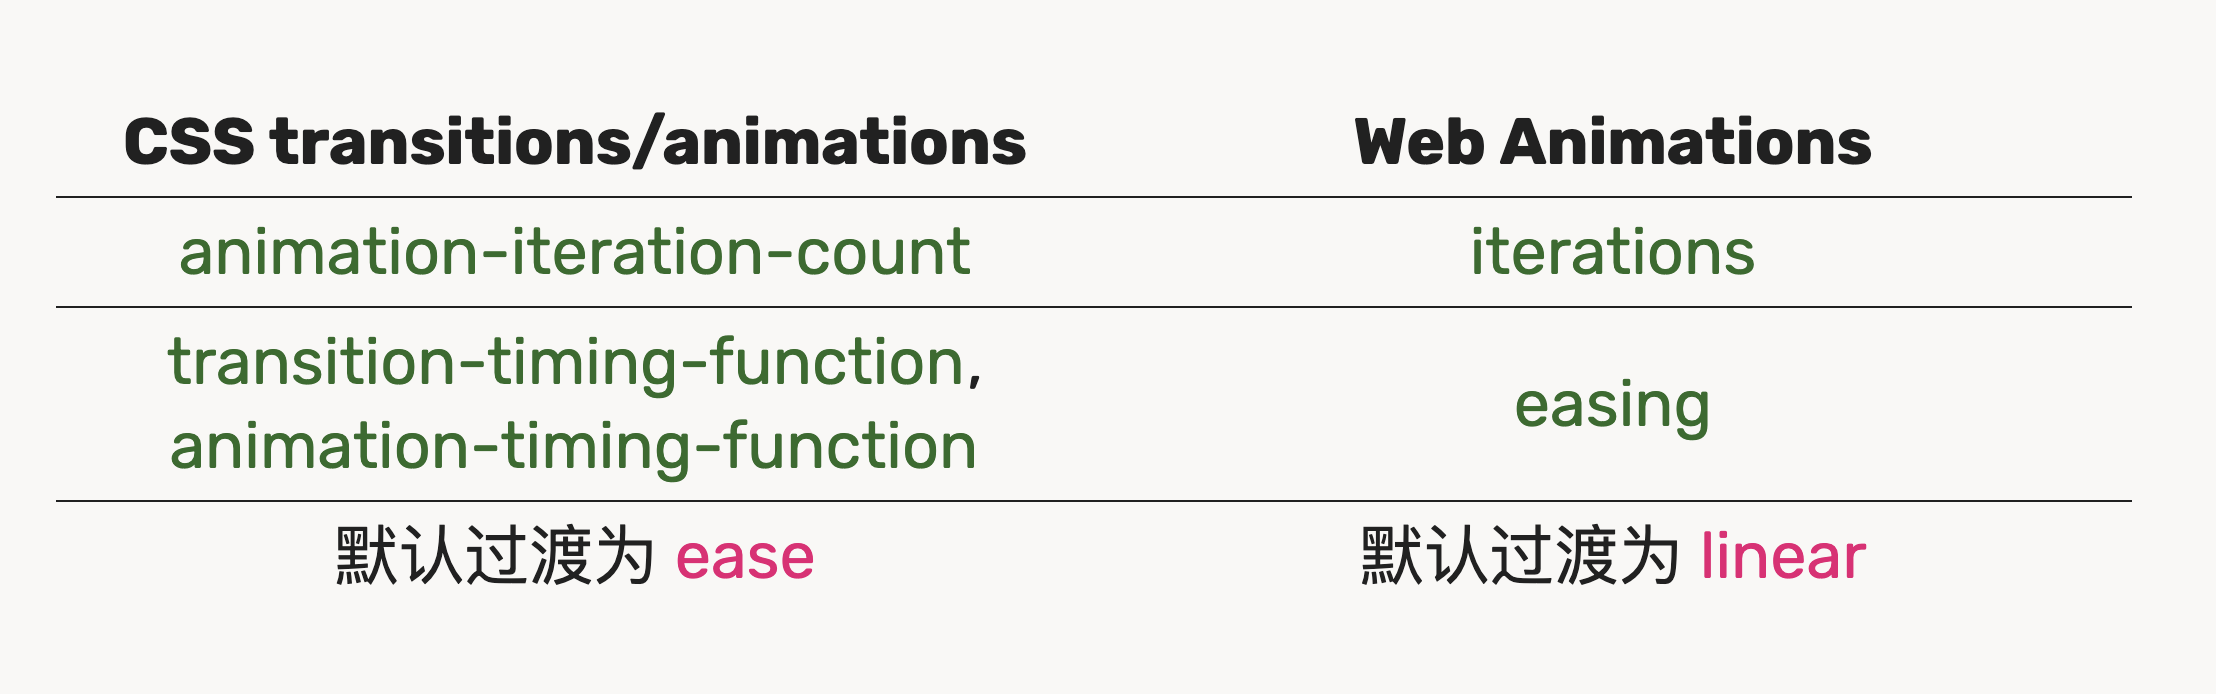 CSS transitions/animations Web Animations
animation-iteration-count iterations
transition-timing-function,
animation-timing-function
easing
默认过渡为 ease 默认过渡为 linear